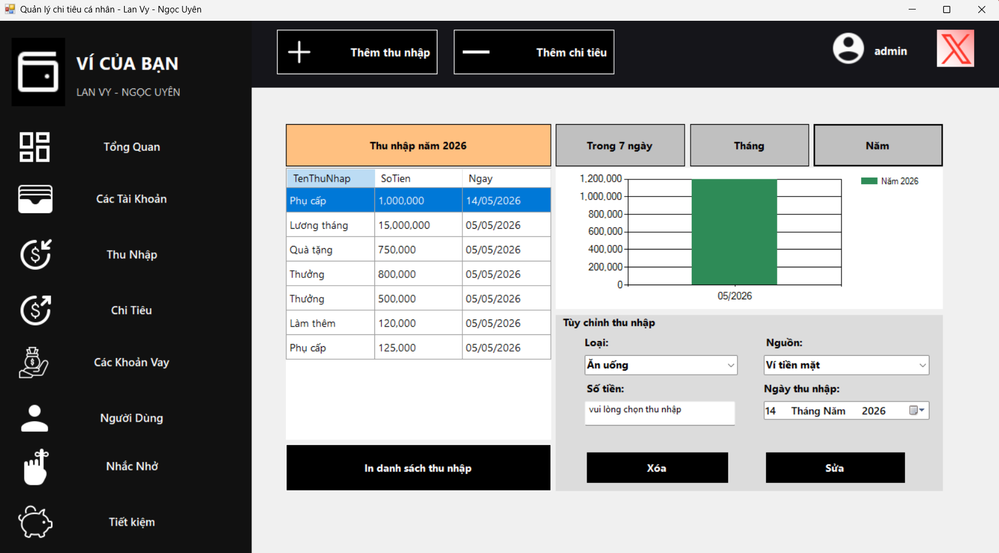 Quản lý chi tiêu cá nhân - Lan Vy - Ngọc Uyên
VÍ CỦA BẠN
LAN VY - NGỌC UYÊN
Tổng Quan
Các Tài Khoản
Thu Nhập
Chi Tiêu
Các Khoản Vay
Người Dùng
Nhắc Nhở
Tiết kiệm
Thêm thu nhập
Thêm chi tiêu
admin
Thu nhập năm 2026
Trong 7 ngày
Tháng
Năm
TenThuNhap SoTien Ngay
Phụ cấp 1,000,000 14/05/2026
Lương tháng 15,000,000 05/05/2026
Quà tặng 750,000 05/05/2026
Thưởng 800,000 05/05/2026
Thưởng 500,000 05/05/2026
Làm thêm 120,000 05/05/2026
Phụ cấp 125,000 05/05/2026
In danh sách thu nhập
1,200,000
1,000,000
800,000
600,000
400,000
200,000
0
05/2026
Năm 2026
Tùy chỉnh thu nhập
Loại: Nguồn:
Ăn uống Ví tiền mặt
Số tiền: Ngày thu nhập:
vui lòng chọn thu nhập 14 Tháng Năm 2026
Xóa Sửa